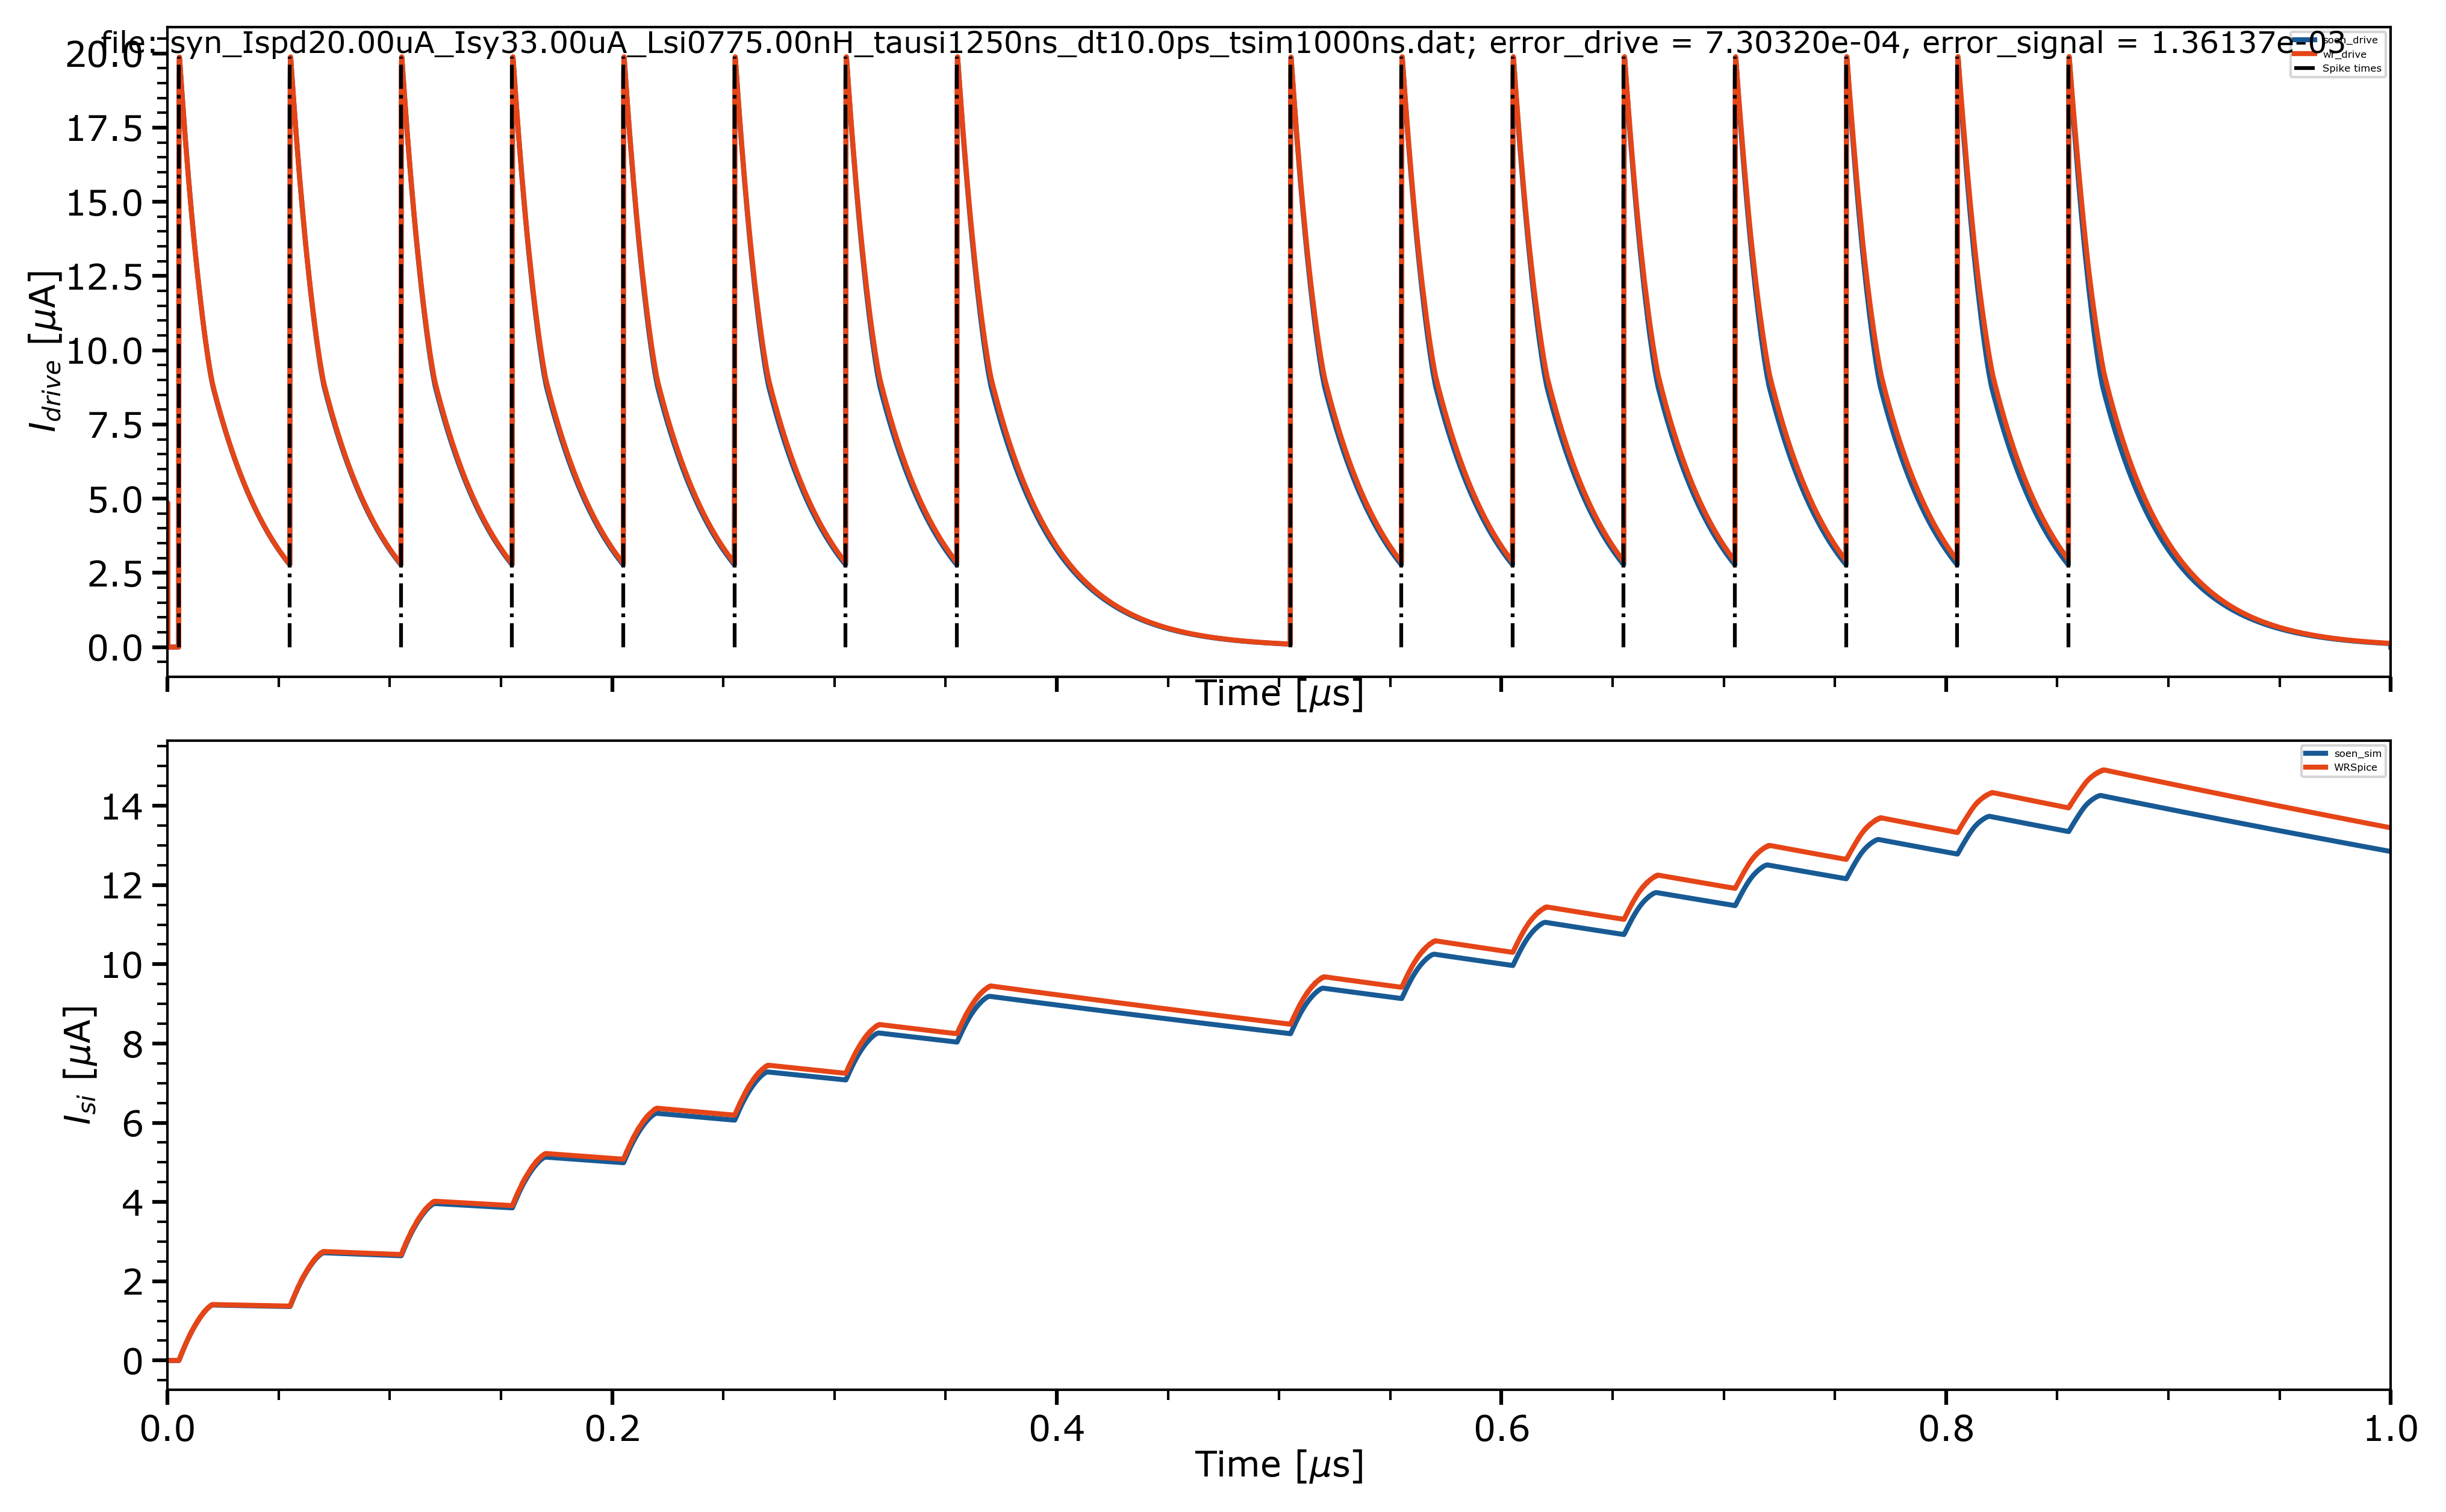 file: syn_Ispd20.00uA_Isy33.00uA_Lsi0775.00nH_tausi1250ns_dt10.0ps_tsim1000ns.dat; error_drive = 7.30320e-04, error_signal = 1.36137e-03
soen_drive
wr_drive
Spike times
20.0
17.5
15.0
12.5
10.0
7.5
5.0
2.5
0.0
I_drive [μA]
Time [μs]
soen_sim
WRSpice
14
12
10
8
6
4
2
0
I_si [μA]
0.0 0.2 0.4 0.6 0.8 1.0
Time [μs]